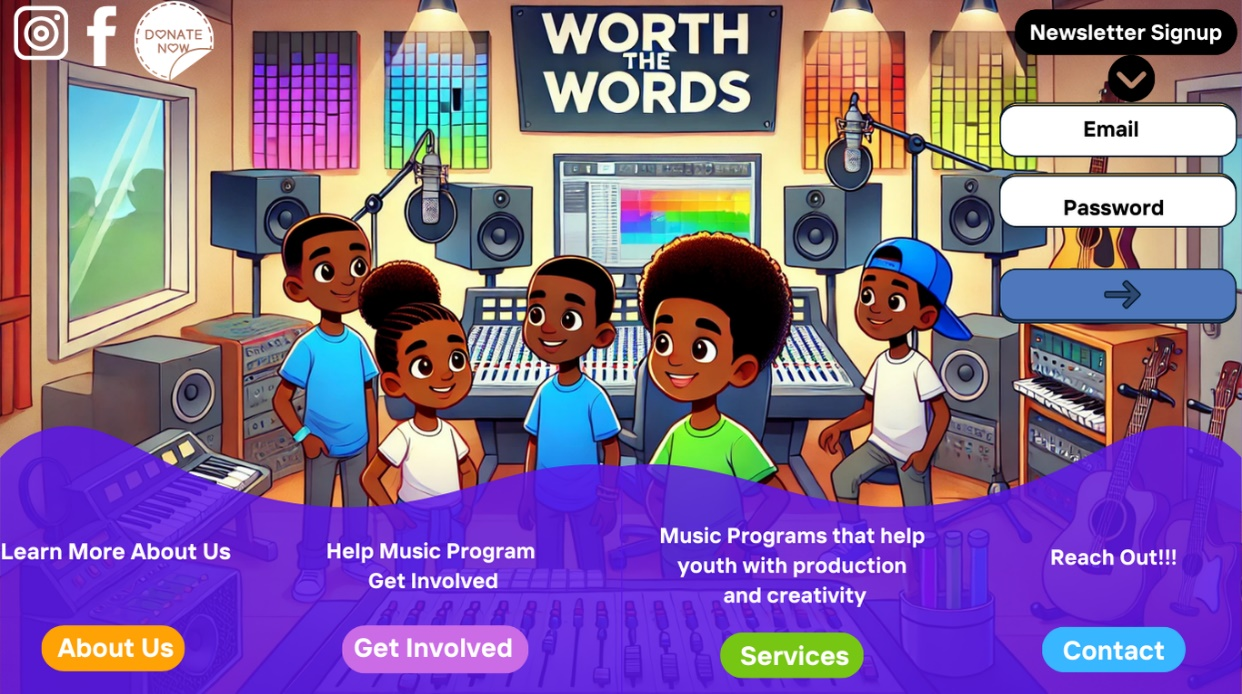 DONATE
NOW
WORTH
THE
WORDS
Newsletter Signup
Email
Password
Learn More About Us
Help Music Program
Get Involved
Music Programs that help
youth with production
and creativity
Reach Out!!!
About Us
Get Involved
Services
Contact